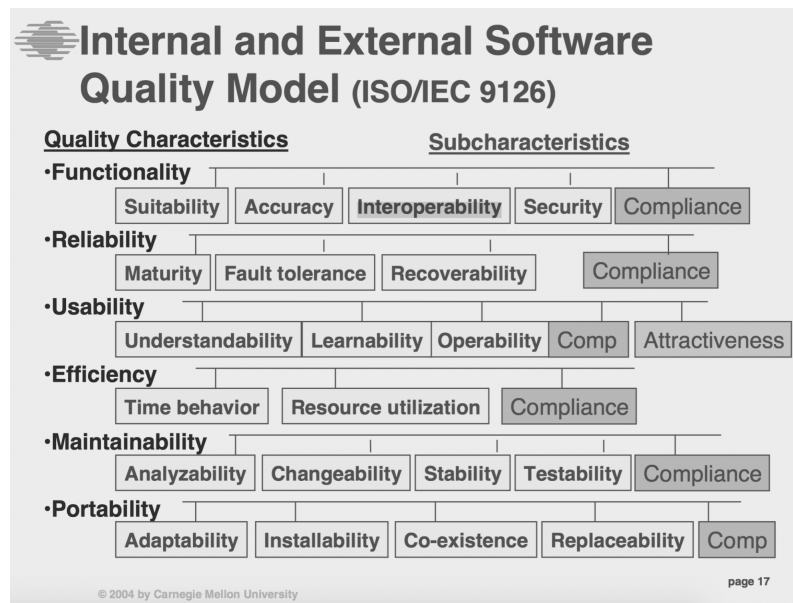 Internal and External Software
Quality Model (ISO/IEC 9126)
Quality Characteristics Subcharacteristics
•Functionality
Suitability Accuracy Interoperability Security Compliance
•Reliability
Maturity Fault tolerance Recoverability Compliance
•Usability
Understandability Learnability Operability Comp Attractiveness
•Efficiency
Time behavior Resource utilization Compliance
•Maintainability
Analyzability Changeability Stability Testability Compliance
•Portability
Adaptability Installability Co-existence Replaceability Comp
page 17
© 2004 by Carnegie Mellon University